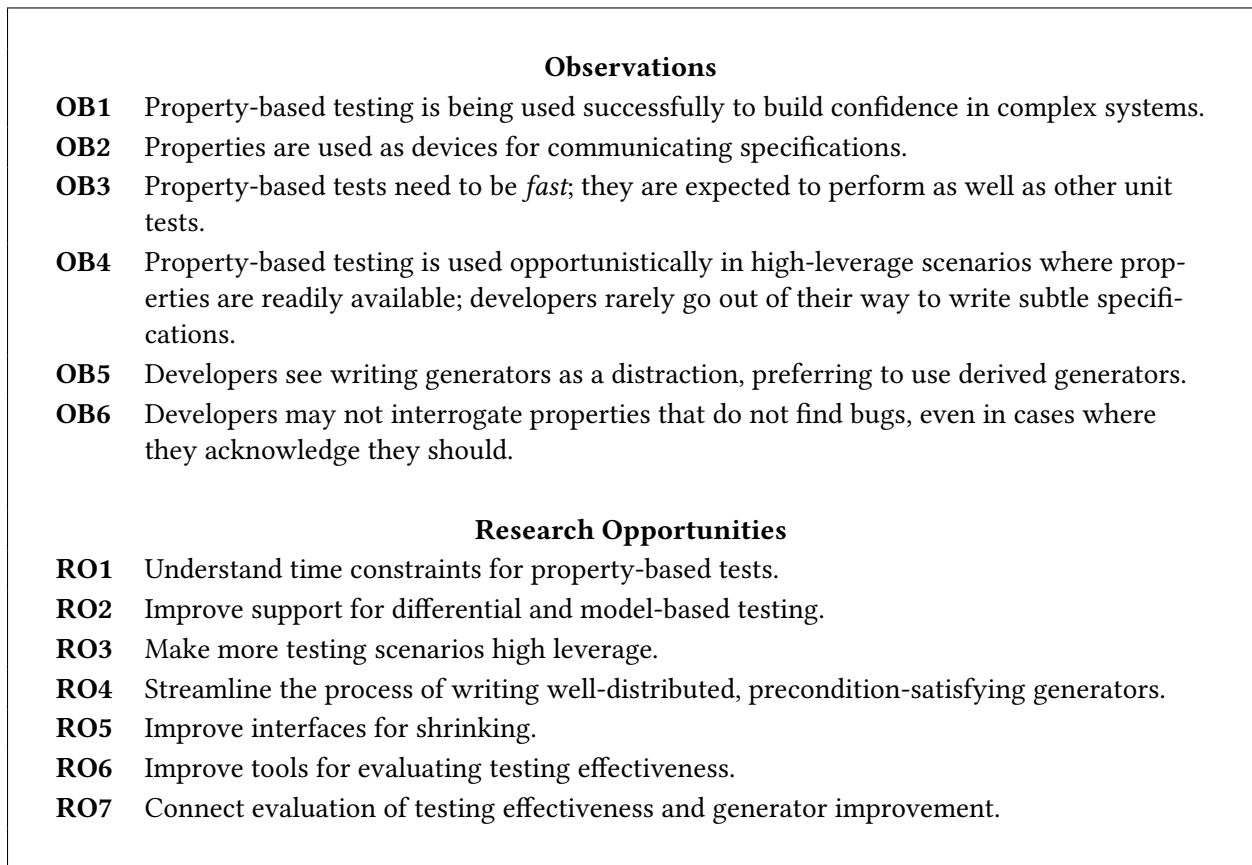 Observations
OB1 Property-based testing is being used successfully to build confidence in complex systems.
OB2 Properties are used as devices for communicating specifications.
OB3 Property-based tests need to be fast; they are expected to perform as well as other unit
tests.
OB4 Property-based testing is used opportunistically in high-leverage scenarios where prop-
erties are readily available; developers rarely go out of their way to write subtle specifi-
cations.
OB5 Developers see writing generators as a distraction, preferring to use derived generators.
OB6 Developers may not interrogate properties that do not find bugs, even in cases where
they acknowledge they should.
Research Opportunities
RO1 Understand time constraints for property-based tests.
RO2 Improve support for differential and model-based testing.
RO3 Make more testing scenarios high leverage.
RO4 Streamline the process of writing well-distributed, precondition-satisfying generators.
RO5 Improve interfaces for shrinking.
RO6 Improve tools for evaluating testing effectiveness.
RO7 Connect evaluation of testing effectiveness and generator improvement.